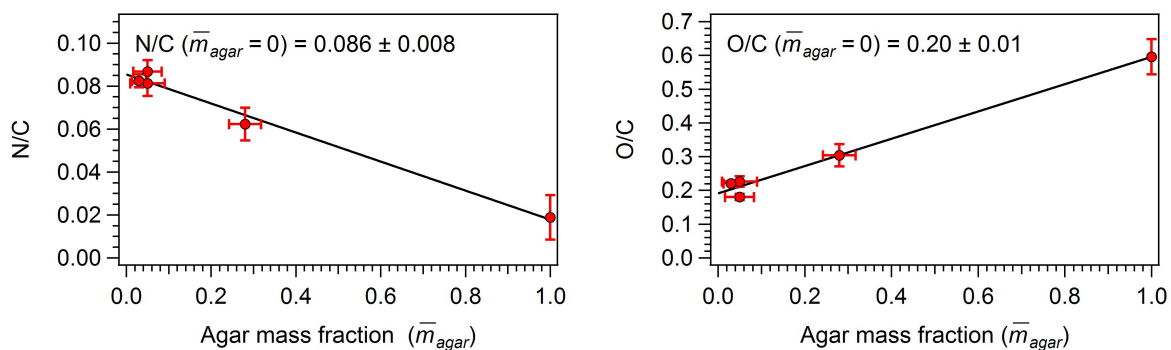 N/C (m̅agar = 0) = 0.086 ± 0.008
0.10
0.08
0.06
0.04
0.02
0.00
N/C
0.0 0.2 0.4 0.6 0.8 1.0
Agar mass fraction (m̅agar)
O/C (m̅agar = 0) = 0.20 ± 0.01
0.7
0.6
0.5
0.4
0.3
0.2
0.1
0.0
O/C
0.0 0.2 0.4 0.6 0.8 1.0
Agar mass fraction (m̅agar)